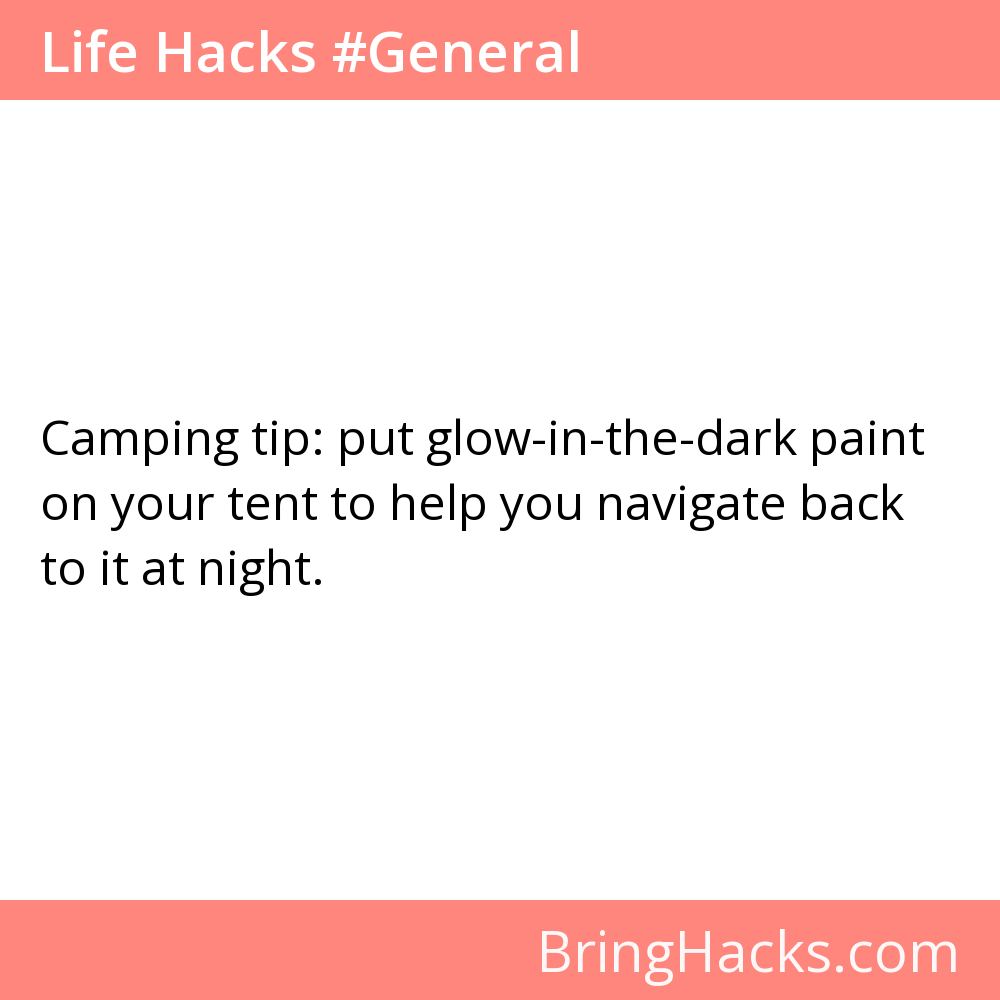 Life Hacks #General
Camping tip: put glow-in-the-dark paint
on your tent to help you navigate back
to it at night.
BringHacks.com